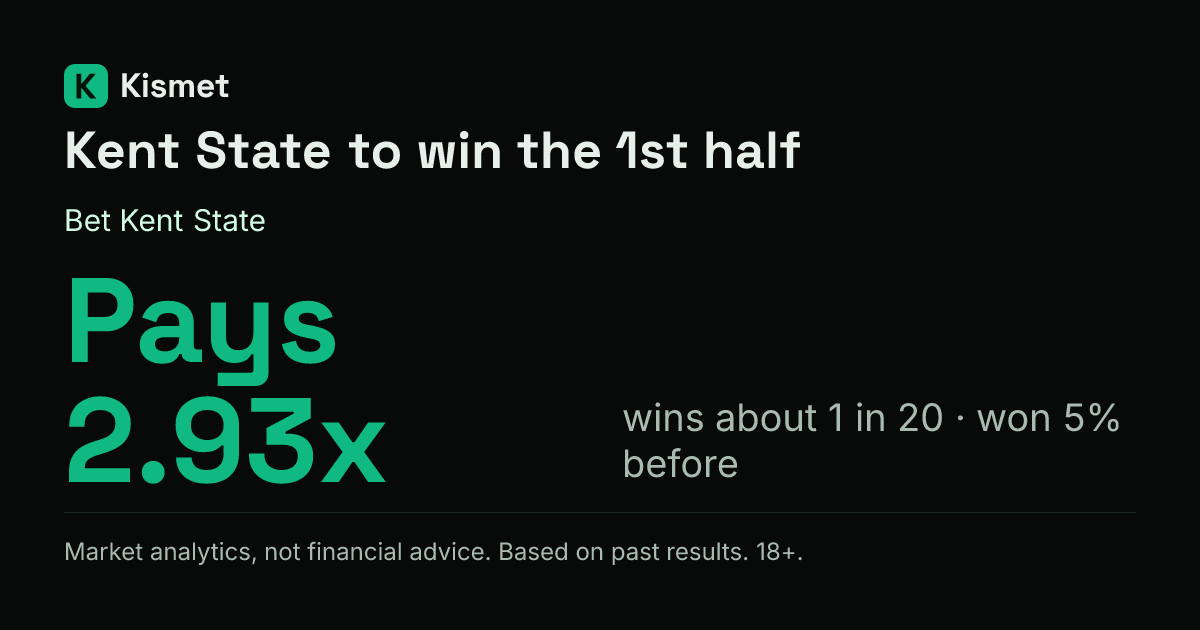 K Kismet
Kent State to win the 1st half
Bet Kent State
Pays
2.93x
wins about 1 in 20 · won 5%
before
Market analytics, not financial advice. Based on past results. 18+.